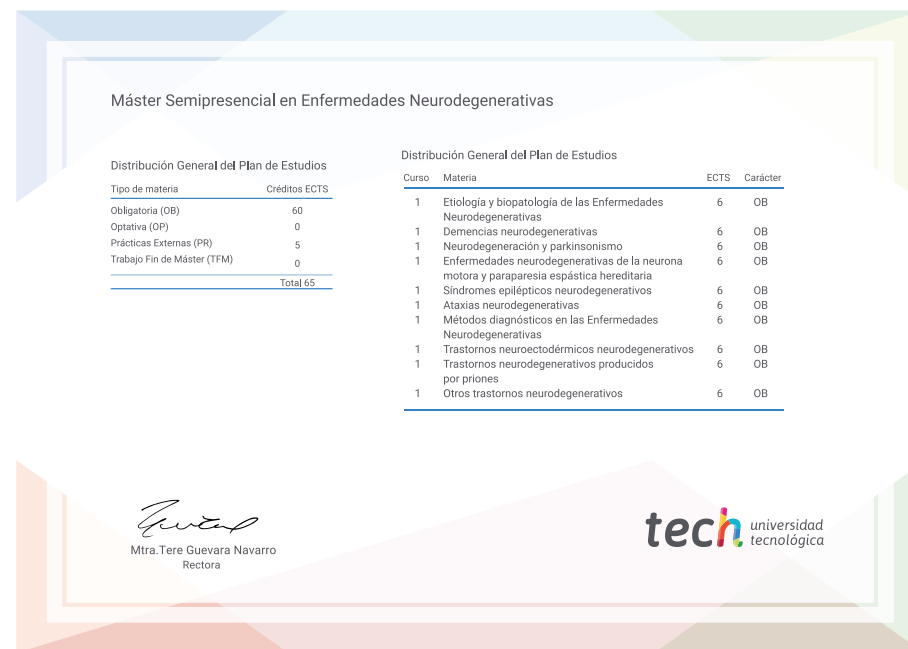 Máster Semipresencial en Enfermedades Neurodegenerativas
Distribución General del Plan de Estudios
Tipo de materia Créditos ECTS
Obligatoria (OB) 60
Optativa (OP) 0
Prácticas Externas (PR) 5
Trabajo Fin de Máster (TFM) 0
Total 65
Distribución General del Plan de Estudios
Curso Materia ECTS Carácter
1 Etiología y biopatología de las Enfermedades 6 OB
Neurodegenerativas
1 Demencias neurodegenerativas 6 OB
1 Neurodegeneración y parkinsonismo 6 OB
1 Enfermedades neurodegenerativas de la neurona 6 OB
motora y paraparesia espástica hereditaria
1 Síndromes epilépticos neurodegenerativos 6 OB
1 Ataxias neurodegenerativas 6 OB
1 Métodos diagnósticos en las Enfermedades 6 OB
Neurodegenerativas
1 Trastornos neuroectodérmicos neurodegenerativos 6 OB
1 Trastornos neurodegenerativos producidos 6 OB
por priones
1 Otros trastornos neurodegenerativos 6 OB
Mtra.Tere Guevara Navarro
Rectora
tech universidad
tecnológica